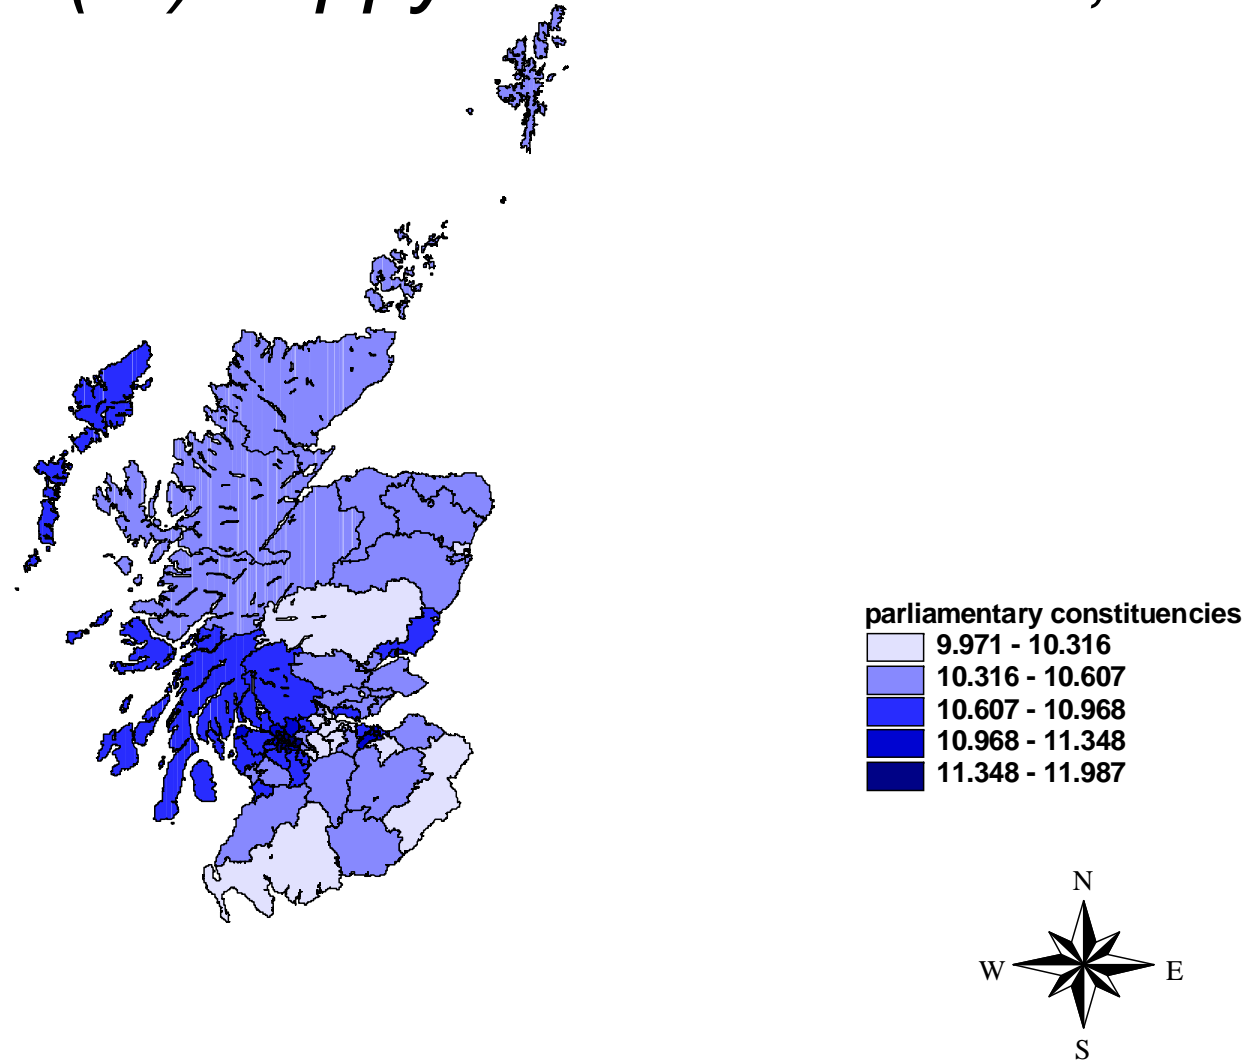 parliamentary constituencies
9.971 - 10.316
10.316 - 10.607
10.607 - 10.968
10.968 - 11.348
11.348 - 11.987
N
W E
S